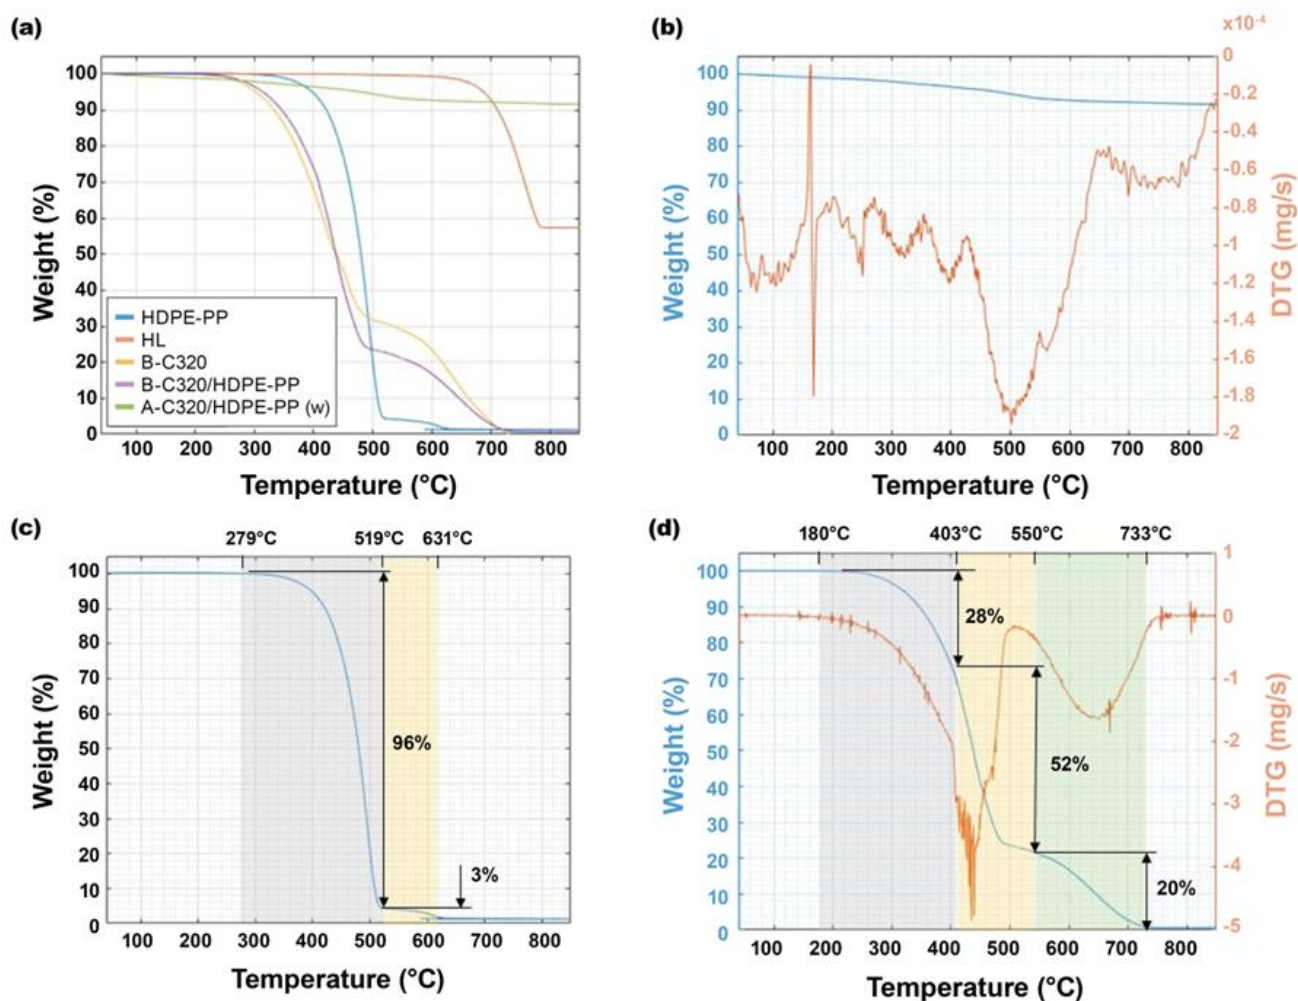 (a)
100
90
80
70
60
50
40
30
20
10
0
Weight (%)
HDPE-PP
HL
B-C320
B-C320/HDPE-PP
A-C320/HDPE-PP (w)
100 200 300 400 500 600 700 800
Temperature (°C)
(b)
x10⁻⁴
100
90
80
70
60
50
40
30
20
10
0
Weight (%)
0
-0.2
-0.4
-0.6
-0.8
-1
-1.2
-1.4
-1.6
-1.8
-2
DTG (mg/s)
100 200 300 400 500 600 700 800
Temperature (°C)
(c)
279°C 519°C 631°C
100
90
80
70
60
50
40
30
20
10
0
Weight (%)
96%
3%
100 200 300 400 500 600 700 800
Temperature (°C)
(d)
180°C 403°C 550°C 733°C
100
90
80
70
60
50
40
30
20
10
0
Weight (%)
28%
52%
20%
1
0
-1
-2
-3
-4
-5
DTG (mg/s)
100 200 300 400 500 600 700 800
Temperature (°C)